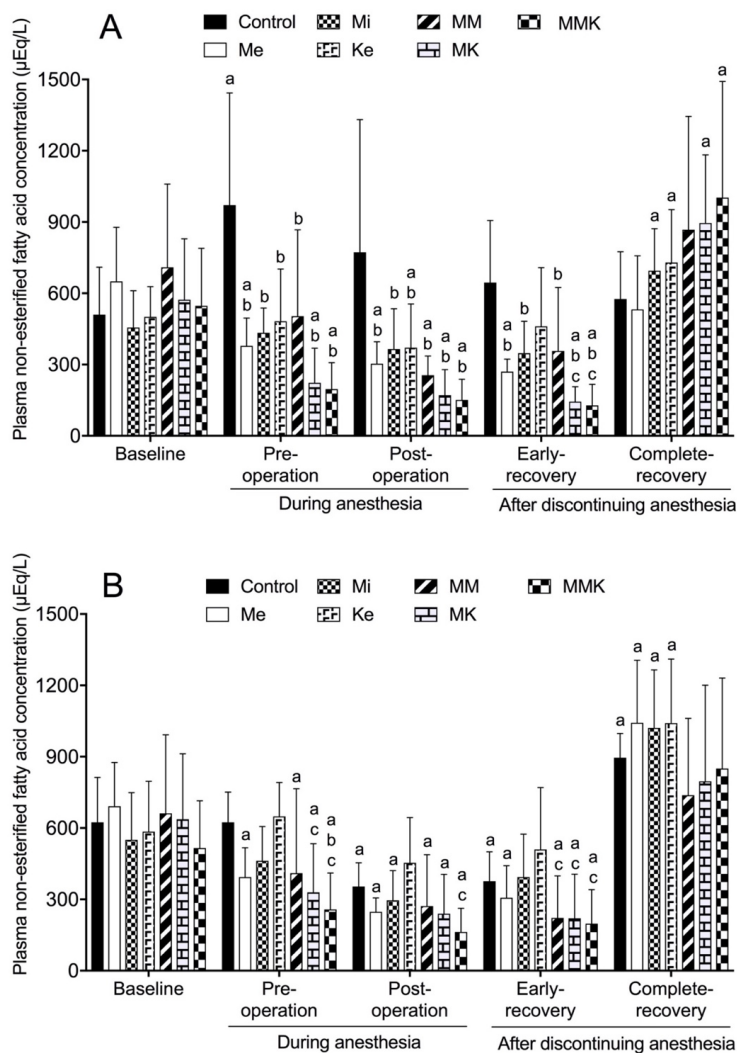 A
Control
Mi
MM
MMK
Me
Ke
MK
Plasma non-esterified fatty acid concentration (µEq/L)
1500
1200
900
600
300
0
a
a
b
b
b
b
a
b
a
b
a
b
b
a
b
a
b
a
b
a
b
a
b
b
b
a
b
c
a
b
c
a
a
a
a
Baseline
Pre-
operation
Post-
operation
Early-
recovery
Complete-
recovery
During anesthesia
After discontinuing anesthesia
B
Control
Mi
MM
MMK
Me
Ke
MK
Plasma non-esterified fatty acid concentration (µEq/L)
1500
1200
900
600
300
0
a
a
a
c
a
b
c
a
a
a
a
a
a
c
a
a
a
c
a
c
a
c
a
a
a
a
Baseline
Pre-
operation
Post-
operation
Early-
recovery
Complete-
recovery
During anesthesia
After discontinuing anesthesia